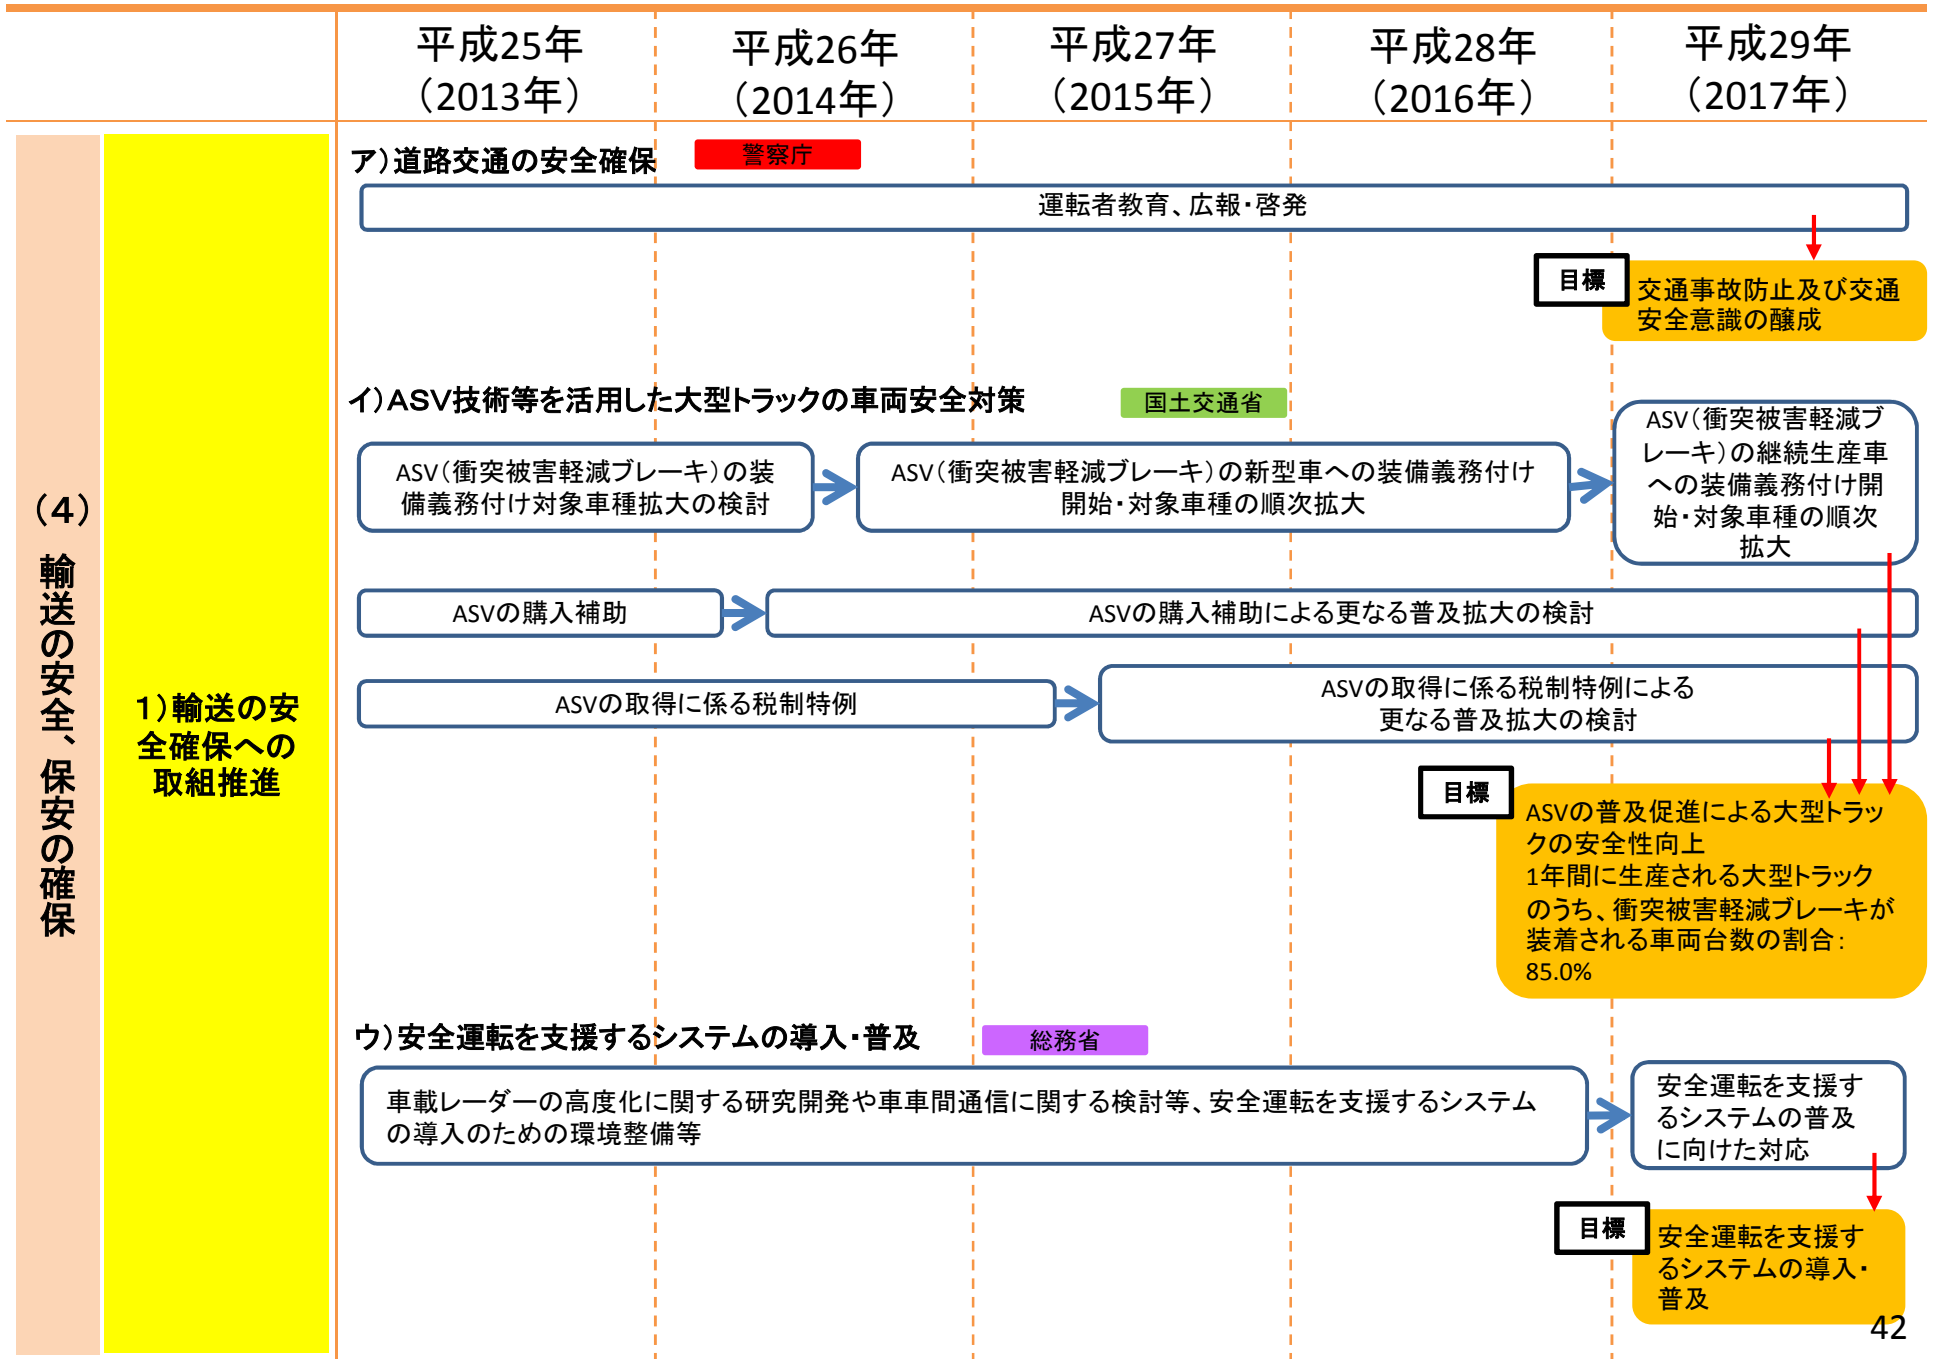 平成25年
（2013年）
平成26年
（2014年）
平成27年
（2015年）
平成28年
（2016年）
平成29年
（2017年）
（4） 輸送の安全、保安の確保
1）輸送の安
全確保への
取組推進
ア）道路交通の安全確保
警察庁
運転者教育、広報・啓発
目標
交通事故防止及び交通
安全意識の醸成
イ）ASV技術等を活用した大型トラックの車両安全対策
国土交通省
ASV（衝突被害軽減ブレーキ）の装
備義務付け対象車種拡大の検討
ASV（衝突被害軽減ブレーキ）の新型車への装備義務付け
開始・対象車種の順次拡大
ASV（衝突被害軽減ブ
レーキ）の継続生産車
への装備義務付け開
始・対象車種の順次
拡大
ASVの購入補助
ASVの購入補助による更なる普及拡大の検討
ASVの取得に係る税制特例
ASVの取得に係る税制特例による
更なる普及拡大の検討
目標
ASVの普及促進による大型トラッ
クの安全性向上
1年間に生産される大型トラック
のうち、衝突被害軽減ブレーキが
装着される車両台数の割合：
85.0%
ウ）安全運転を支援するシステムの導入・普及
総務省
車載レーダーの高度化に関する研究開発や車車間通信に関する検討等、安全運転を支援するシステム
の導入のための環境整備等
安全運転を支援す
るシステムの普及
に向けた対応
目標
安全運転を支援す
るシステムの導入・
普及
42